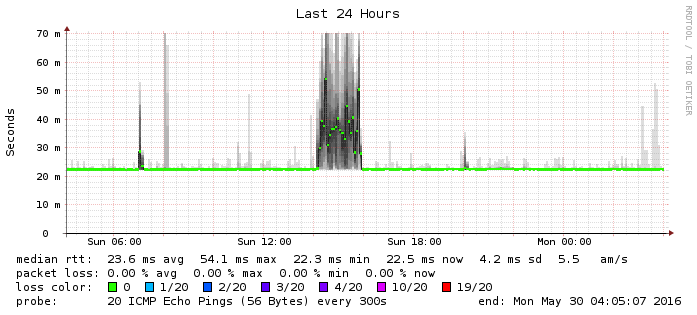 Last 24 Hours
RRDTOOL / TOBI OETIKER
Seconds
70 m
60 m
50 m
40 m
30 m
20 m
10 m
0
Sun 06:00 Sun 12:00 Sun 18:00 Mon 00:00
median rtt: 23.6 ms avg 54.1 ms max 22.3 ms min 22.5 ms now 4.2 ms sd 5.5 am/s
packet loss: 0.00 % avg 0.00 % max 0.00 % min 0.00 % now
loss color: 0 1/20 2/20 3/20 4/20 10/20 19/20
probe: 20 ICMP Echo Pings (56 Bytes) every 300s end: Mon May 30 04:05:07 2016